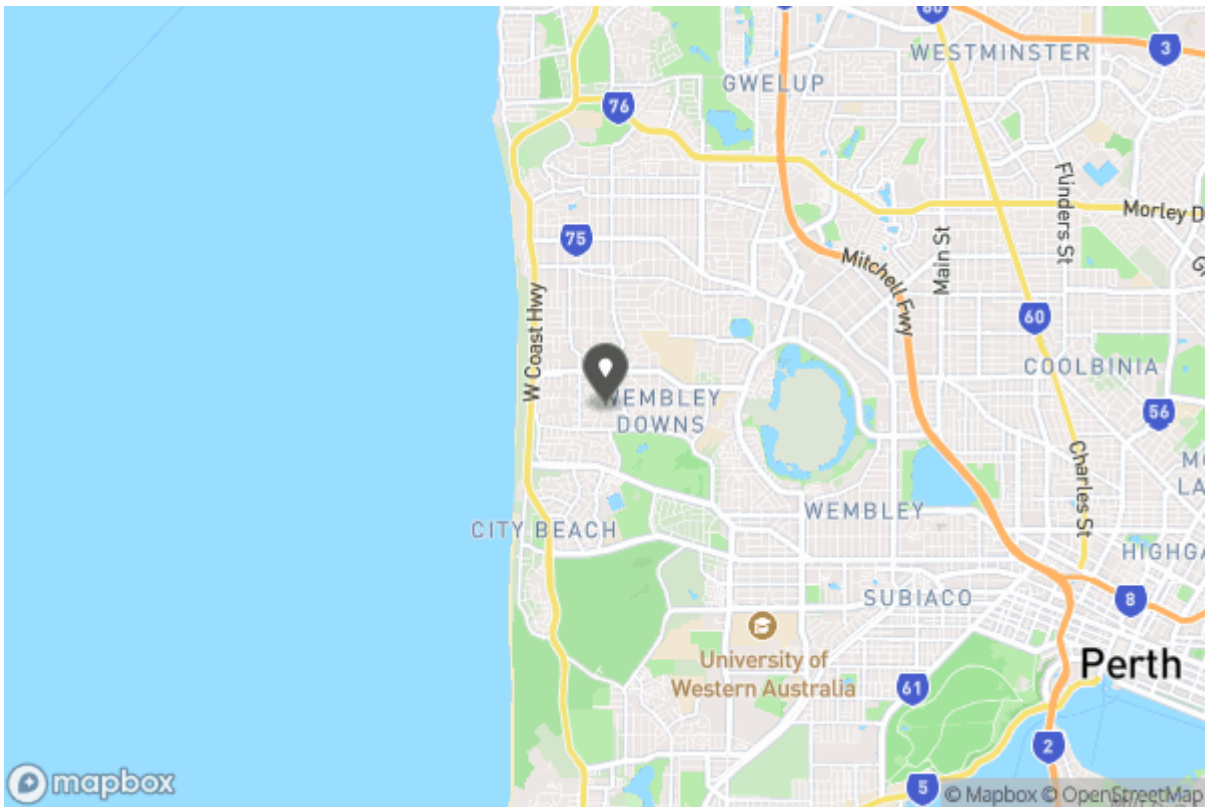 60
3
WESTMINSTER
GWELUP
76
Flinders St
Morley D
75
Main St
Mitchell Fwy
W Coast Hwy
60
COOLBINIA
56
WEMBLEY
DOWNS
Charles St
LA
WEMBLEY
CITY BEACH
HIGHGA
8
SUBIACO
University of
Western Australia
61
Perth
2
5
mapbox
© Mapbox © OpenStreetMap